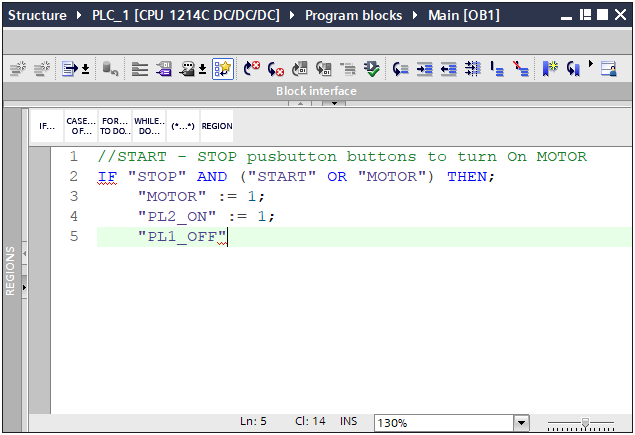 Structure PLC_1 [CPU 1214C DC/DC/DC] Program blocks Main [OB1]
Block interface
IF... CASE... OF... FOR... TO DO.. WHILE.. DO... (*...*) REGION
1 //START - STOP pusbutton buttons to turn On MOTOR
2 IF "STOP" AND ("START" OR "MOTOR") THEN;
3 "MOTOR" := 1;
4 "PL2_ON" := 1;
5 "PL1_OFF"
REGIONS
Ln: 5 Cl: 14 INS 130%